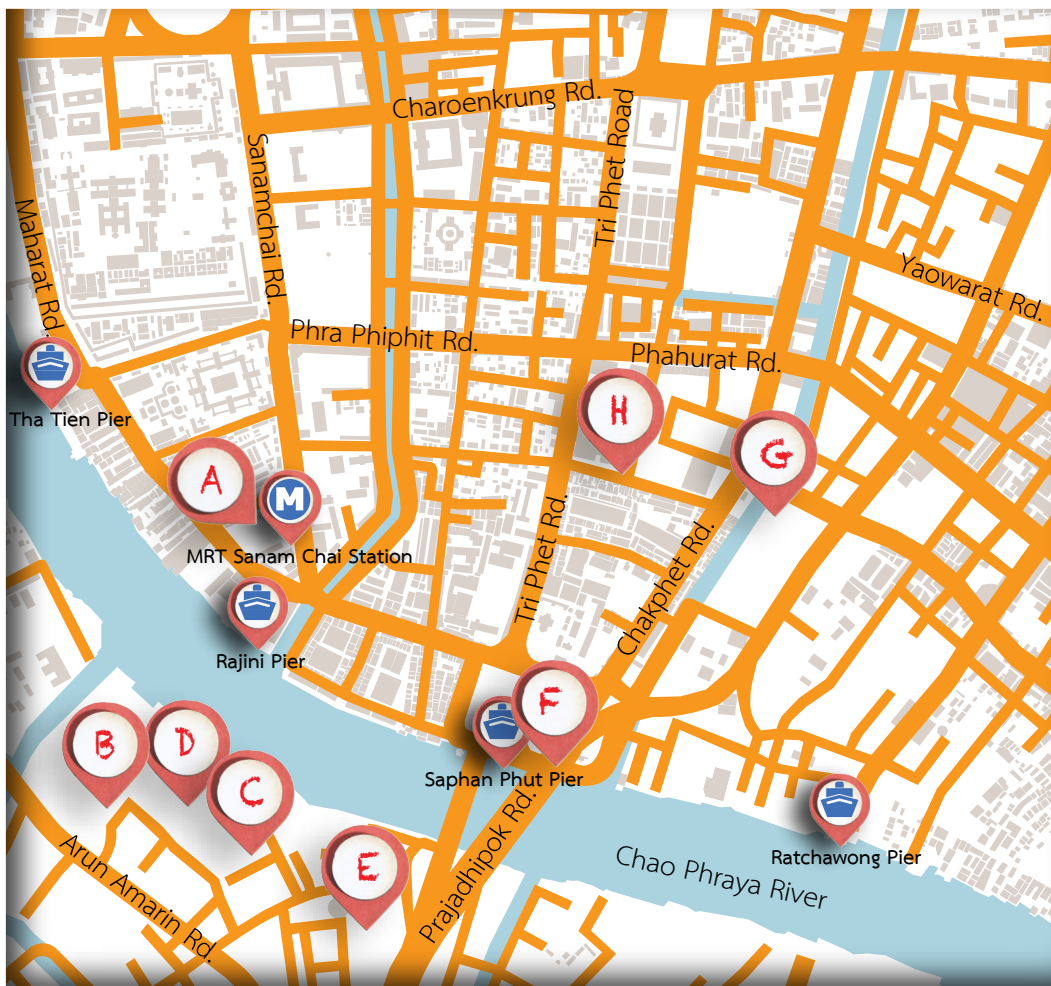 Charoenkrung Rd.
Tri Phet Road
Sanamchai Rd.
Maharat Rd.
Yaowarat Rd.
Phra Phiphit Rd.
Phahurat Rd.
Tha Tien Pier
H
G
A
M
MRT Sanam Chai Station
Tri Phet Rd.
Chakphet Rd.
Rajini Pier
F
B
D
C
Saphan Phut Pier
E
Prajadhipok Rd.
Ratchawong Pier
Chao Phraya River
Arun Amarin Rd.